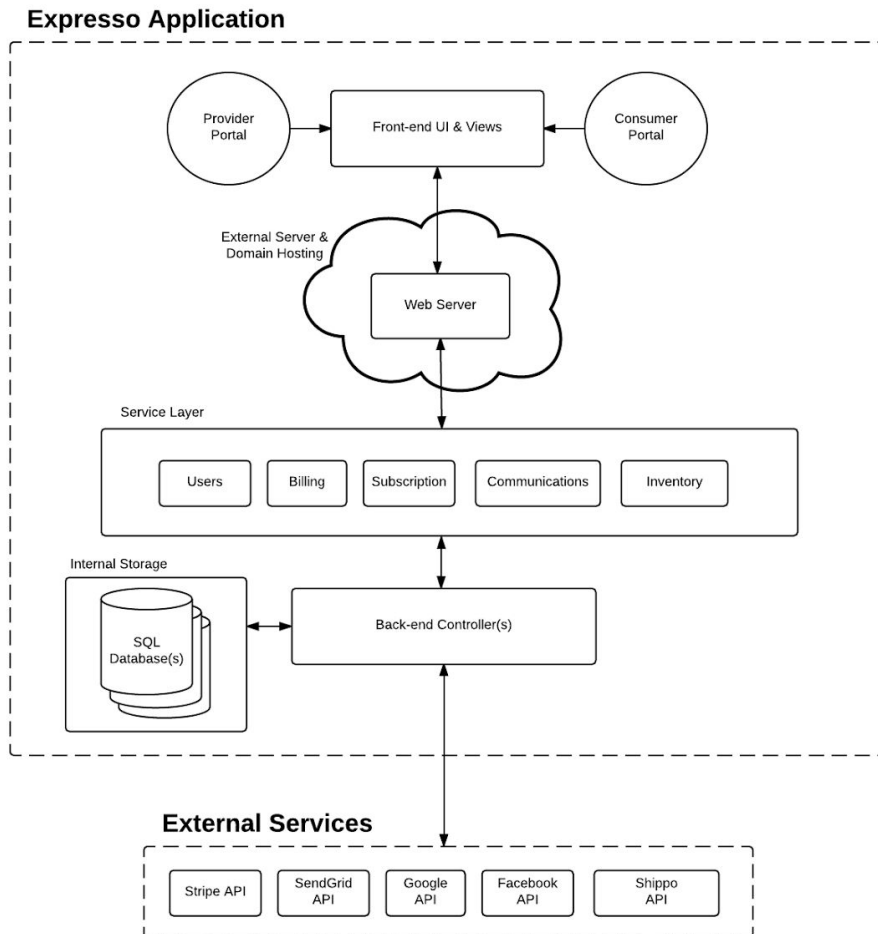 Expresso Application
Provider
Portal
Front-end UI & Views
Consumer
Portal
External Server &
Domain Hosting
Web Server
Service Layer
Users
Billing
Subscription
Communications
Inventory
Internal Storage
SQL
Database(s)
Back-end Controller(s)
External Services
Stripe API
SendGrid
API
Google
API
Facebook
API
Shippo
API